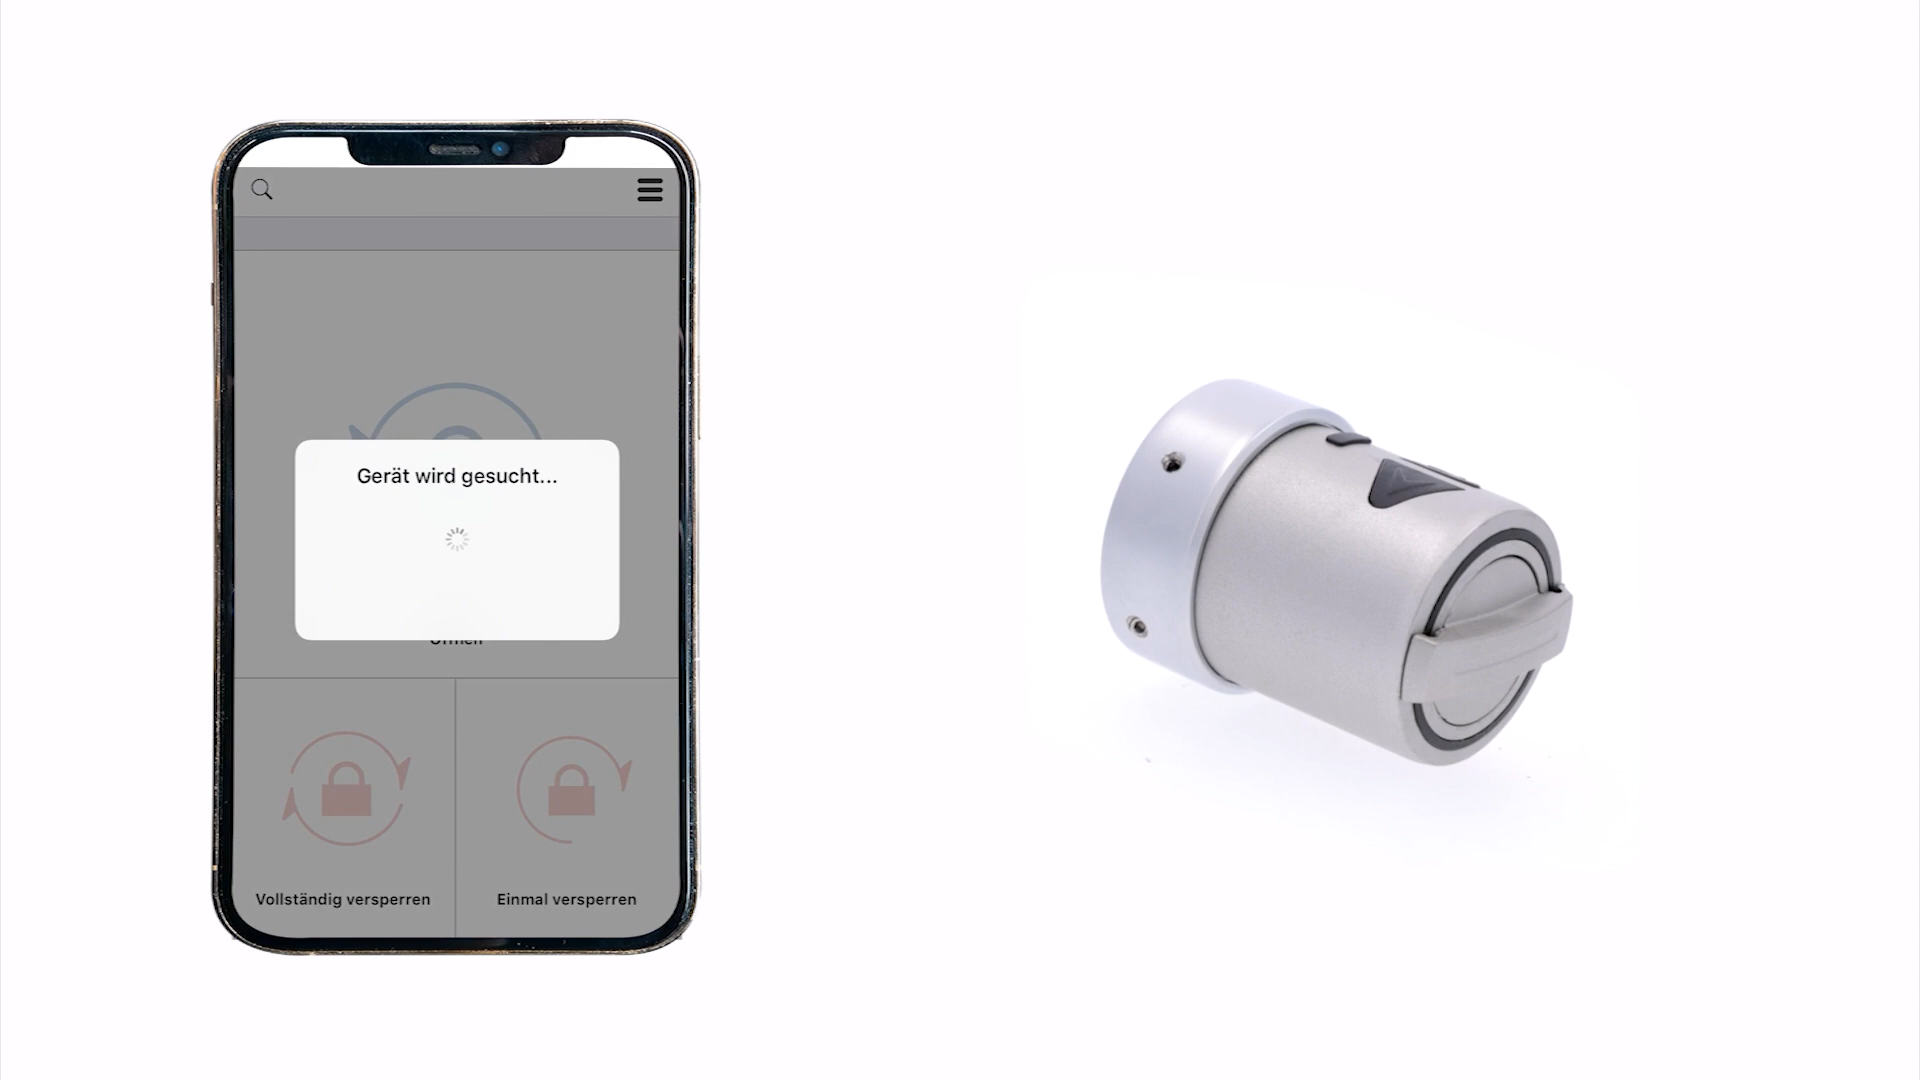 Gerät wird gesucht...
Vollständig versperren
Einmal versperren